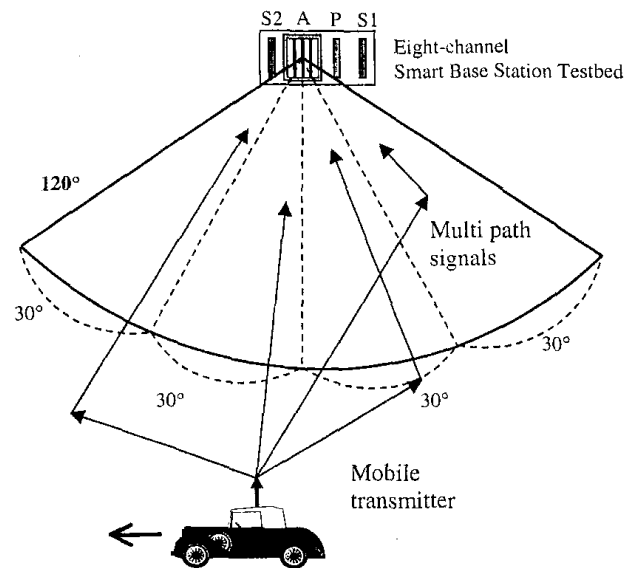 S2 A P S1
Eight-channel
Smart Base Station Testbed
120°
Multi path
signals
30°
30°
30°
30°
Mobile
transmitter